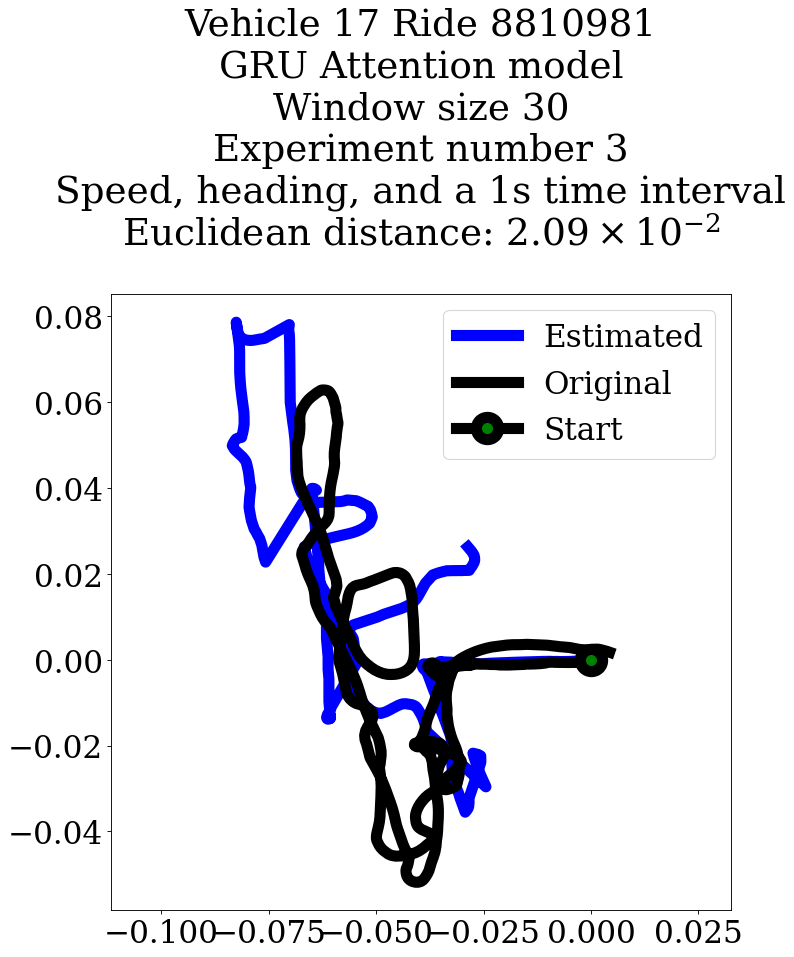 Vehicle 17 Ride 8810981
GRU Attention model
Window size 30
Experiment number 3
Speed, heading, and a 1s time interval
Euclidean distance: 2.09 × 10⁻²
Estimated
Original
Start
0.08
0.06
0.04
0.02
0.00
−0.02
−0.04
−0.100 −0.075 −0.050 −0.025 0.000 0.025